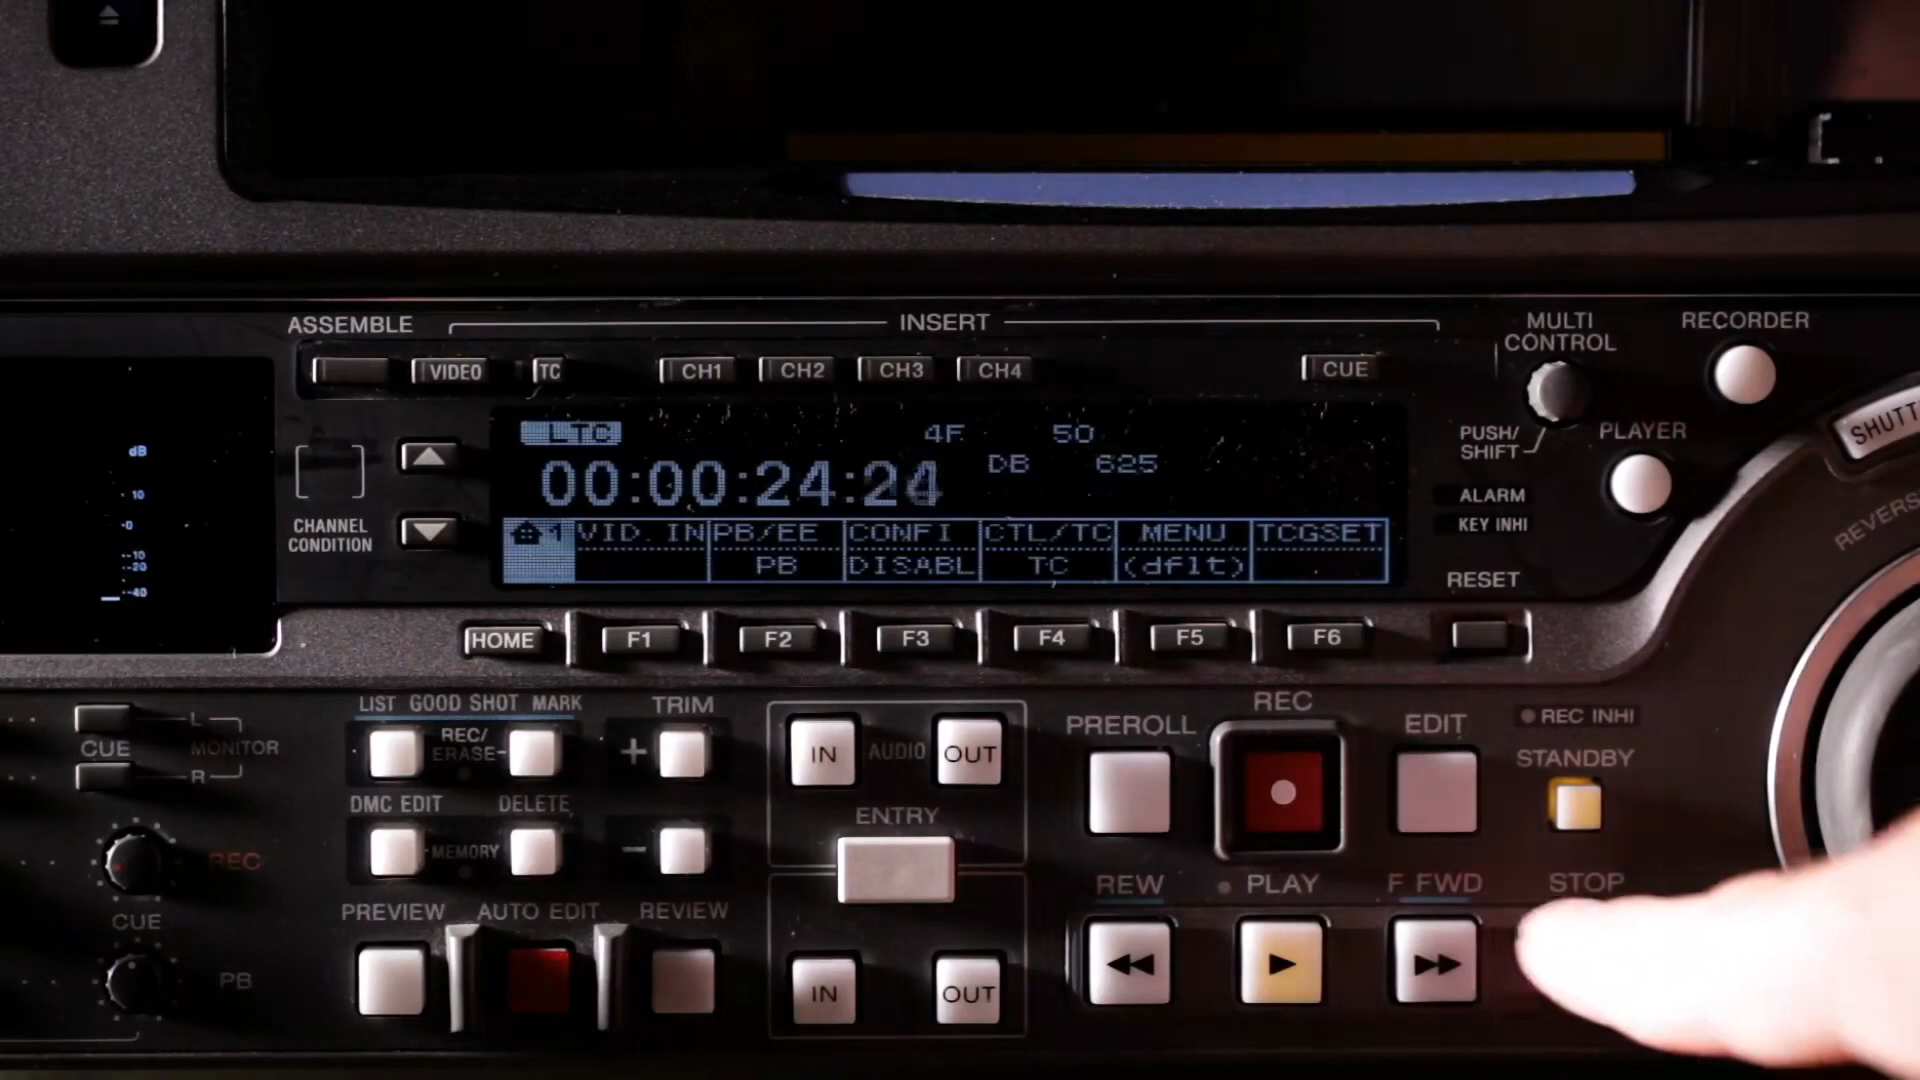 ASSEMBLE INSERT
VIDEO TC CH1 CH2 CH3 CH4 CUE
MULTI CONTROL
RECORDER
PUSH/SHIFT
PLAYER
SHUTT
REVERS
ALARM
KEY INHI
RESET
dB
10
-0
--10
--20
--40
CHANNEL
CONDITION
LTC 4F 50
00:00:24:24 DB 625
VID. IN PB/EE CONFI CTL/TC MENU TCGSET
PB DISABL TC (dflt)
HOME F1 F2 F3 F4 F5 F6
CUE
L
MONITOR
R
REC
CUE
PB
LIST GOOD SHOT MARK
REC/
ERASE
TRIM
+
DMC EDIT DELETE
MEMORY
−
PREVIEW AUTO EDIT REVIEW
IN AUDIO OUT
ENTRY
IN OUT
PREROLL REC EDIT
REC INHI
STANDBY
REW PLAY F FWD STOP